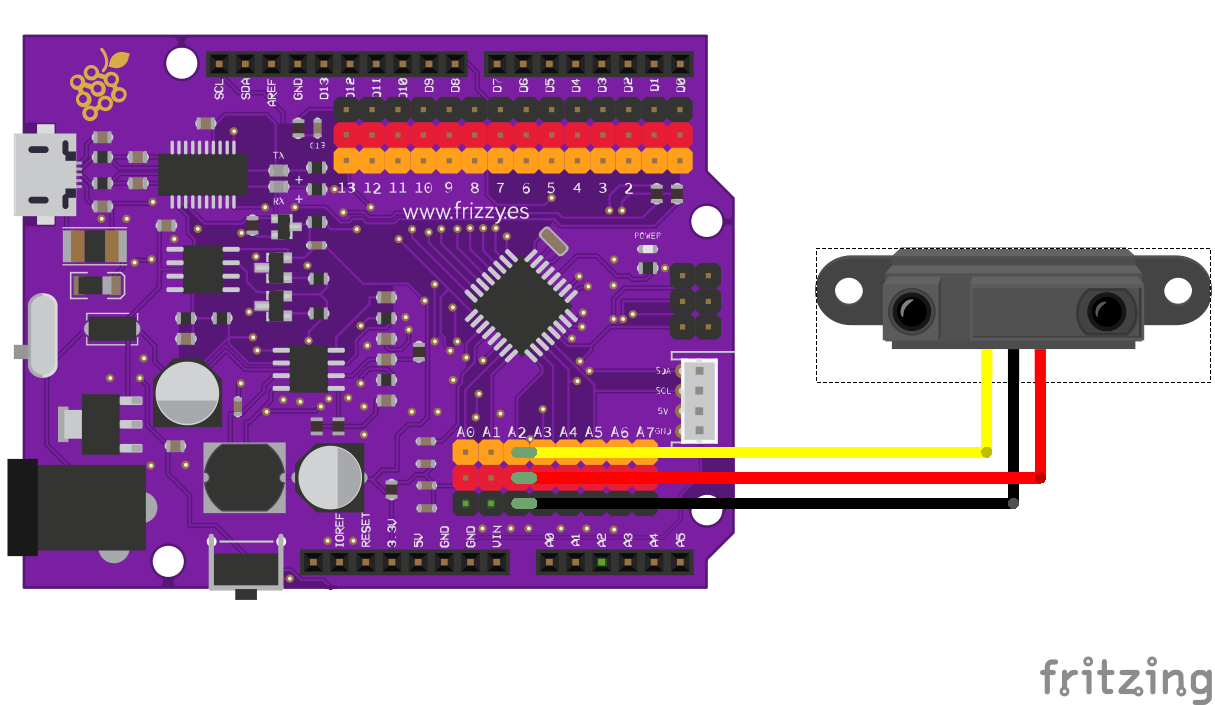 SCL SDA AREF GND D13 D12 D11 D10 D9 D8 D7 D6 D5 D4 D3 D2 D1 D0
TX
RX
D13
+
+
13 12 11 10 9 8 7 6 5 4 3 2
www.frizzy.es
POWER
SDA
SCL
5V
GND
A0 A1 A2 A3 A4 A5 A6 A7
IOREF RESET 3.3V 5V GND GND VIN A0 A1 A2 A3 A4 A5
fritzing